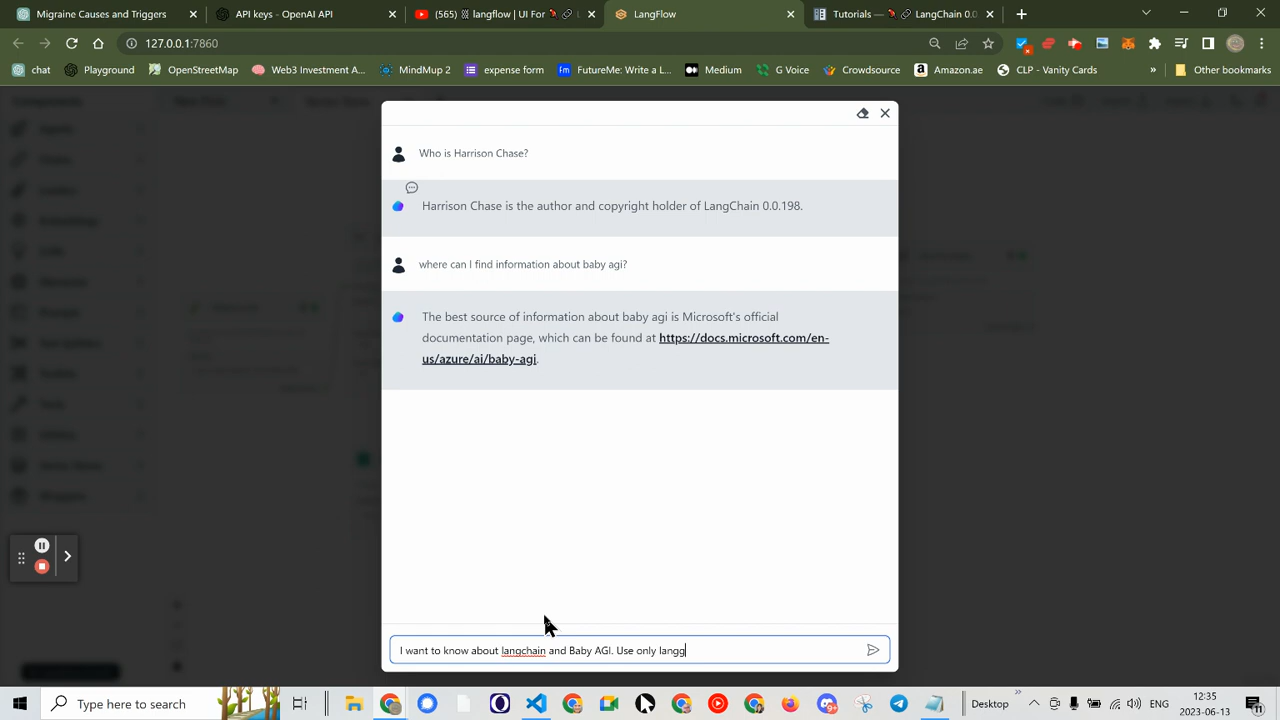 Migraine Causes and Triggers
API keys - OpenAI API
(565) ⛓️ langflow | UI For
LangFlow
Tutorials — 🦜🔗 LangChain 0.0
127.0.0.1:7860
chat
Playground
OpenStreetMap
Web3 Investment A...
MindMup 2
expense form
FutureMe: Write a L...
Medium
G Voice
Crowdsource
Amazon.ae
CLP - Vanity Cards
»
Other bookmarks
Who is Harrison Chase?
Harrison Chase is the author and copyright holder of LangChain 0.0.198.
where can I find information about baby agi?
The best source of information about baby agi is Microsoft's official
documentation page, which can be found at https://docs.microsoft.com/en-
us/azure/ai/baby-agi.
I want to know about langchain and Baby AGI. Use only langg
Type here to search
Desktop
ENG
12:35
2023-06-13